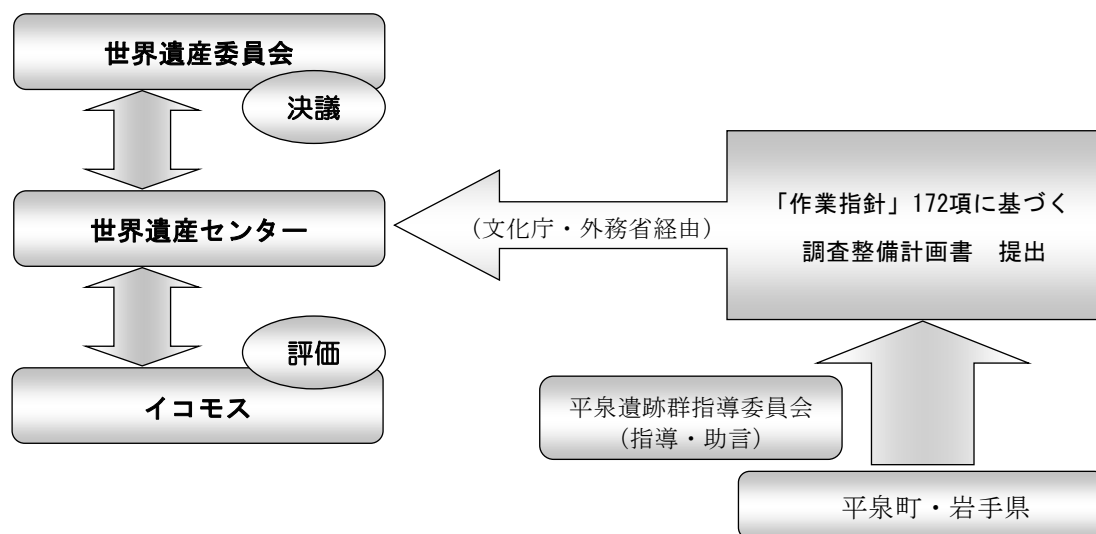 世界遺産委員会
決議
世界遺産センター
評価
イコモス
(文化庁・外務省経由)
「作業指針」172項に基づく
調査整備計画書　提出
平泉遺跡群指導委員会
(指導・助言)
平泉町・岩手県